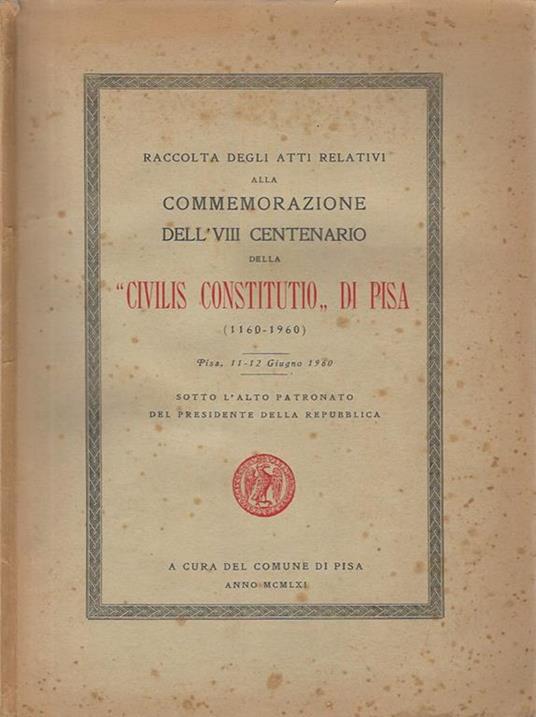 RACCOLTA DEGLI ATTI RELATIVI
ALLA
COMMEMORAZIONE
DELL'VIII CENTENARIO
DELLA
“CIVILIS CONSTITUTIO„ DI PISA
(1160-1960)
Pisa, 11-12 Giugno 1960
SOTTO L'ALTO PATRONATO
DEL PRESIDENTE DELLA REPUBBLICA
A CURA DEL COMUNE DI PISA
ANNO MCMLXI